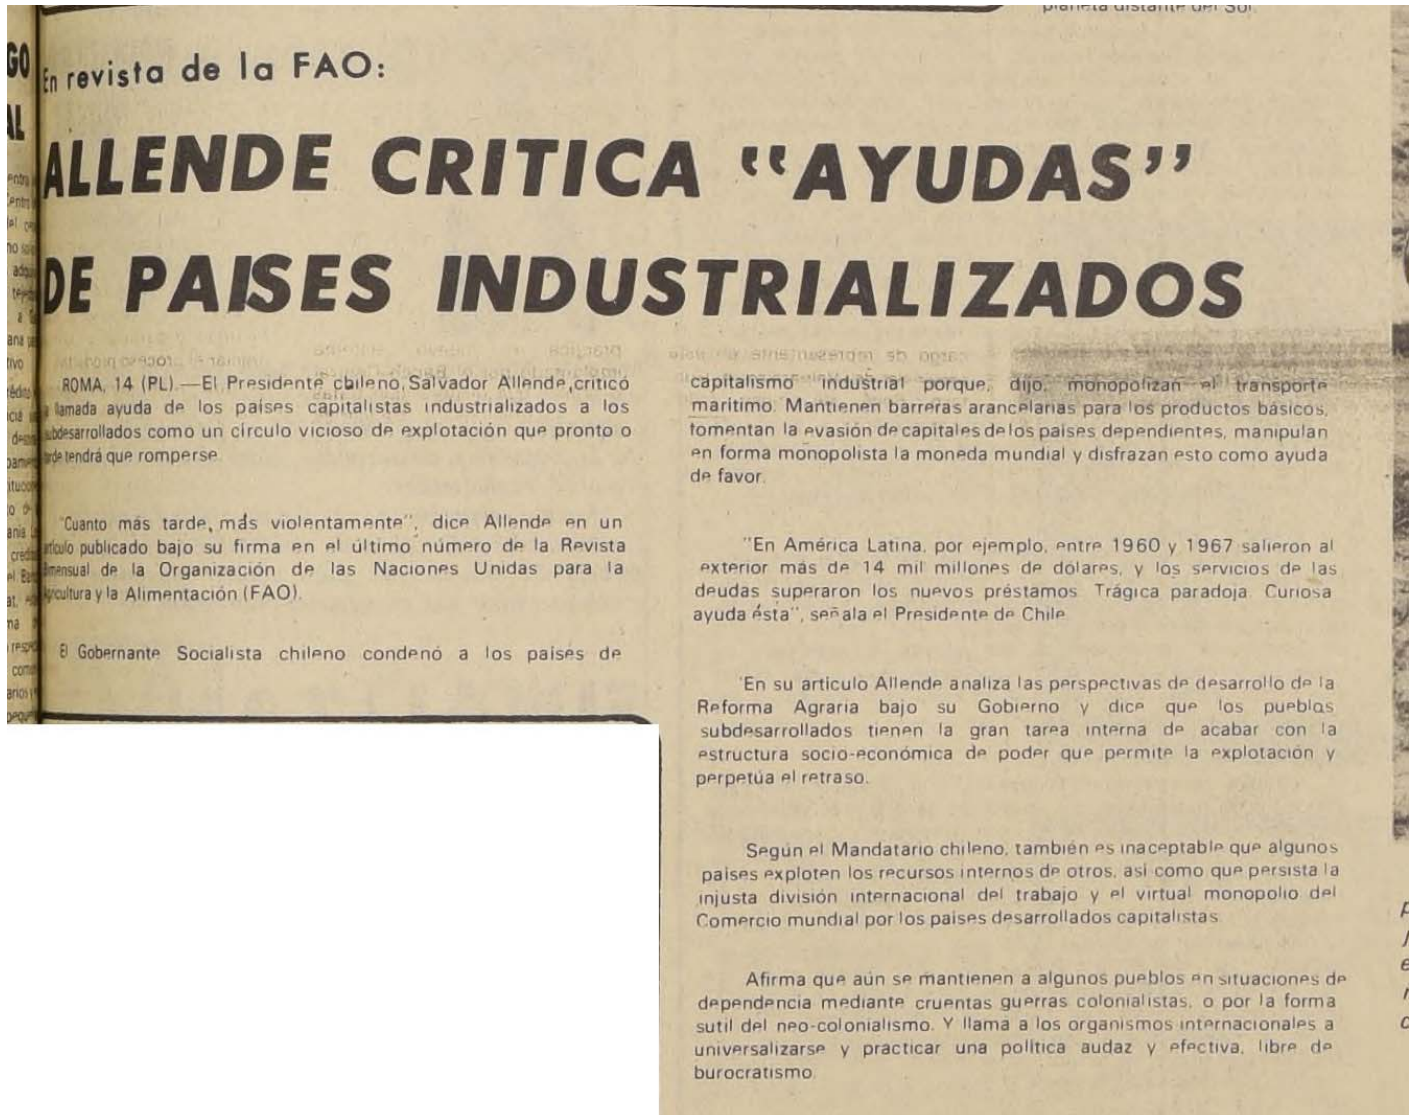 planeta distante del Sol.
En revista de la FAO:
ALLENDE CRITICA “AYUDAS”
DE PAISES INDUSTRIALIZADOS
ROMA, 14 (PL).—El Presidente chileno, Salvador Allende, criticó
a llamada ayuda de los países capitalistas industrializados a los
subdesarrollados como un círculo vicioso de explotación que pronto o
tarde tendrá que romperse.
"Cuanto más tarde, más violentamente", dice Allende en un
artículo publicado bajo su firma en el último número de la Revista
Bimensual de la Organización de las Naciones Unidas para la
Agricultura y la Alimentación (FAO).
El Gobernante Socialista chileno condenó a los países de
capitalismo industrial porque, dijo, monopolizan el transporte
marítimo. Mantienen barreras arancelarias para los productos básicos,
fomentan la evasión de capitales de los países dependientes, manipulan
en forma monopolista la moneda mundial y disfrazan esto como ayuda
de favor.
"En América Latina, por ejemplo, entre 1960 y 1967 salieron al
exterior más de 14 mil millones de dólares, y los servicios de las
deudas superaron los nuevos préstamos. Trágica paradoja. Curiosa
ayuda ésta", señala el Presidente de Chile.
'En su artículo Allende analiza las perspectivas de desarrollo de la
Reforma Agraria bajo su Gobierno y dice que los pueblos
subdesarrollados tienen la gran tarea interna de acabar con la
estructura socio-económica de poder que permite la explotación y
perpetúa el retraso.
Según el Mandatario chileno, también es inaceptable que algunos
países exploten los recursos internos de otros, así como que persista la
injusta división internacional del trabajo y el virtual monopolio del
Comercio mundial por los países desarrollados capitalistas.
Afirma que aún se mantienen a algunos pueblos en situaciones de
dependencia mediante cruentas guerras colonialistas, o por la forma
sutil del neo-colonialismo. Y llama a los organismos internacionales a
universalizarse y practicar una política audaz y efectiva, libre de
burocratismo.